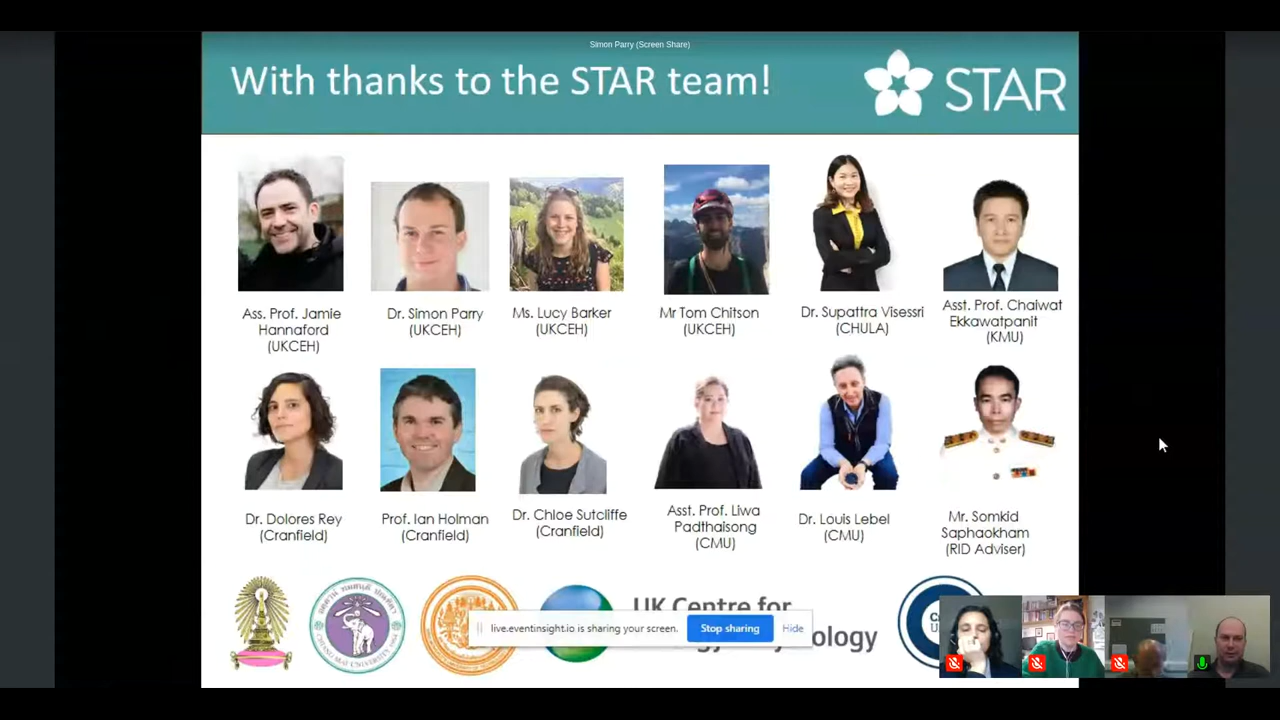 Simon Parry (Screen Share)
With thanks to the STAR team!
STAR
Ass. Prof. Jamie
Hannaford
(UKCEH)
Dr. Simon Parry
(UKCEH)
Ms. Lucy Barker
(UKCEH)
Mr Tom Chitson
(UKCEH)
Dr. Supattra Visessri
(CHULA)
Asst. Prof. Chaiwat
Ekkawatpanit
(KMU)
Dr. Dolores Rey
(Cranfield)
Prof. Ian Holman
(Cranfield)
Dr. Chloe Sutcliffe
(Cranfield)
Asst. Prof. Liwa
Padthaisong
(CMU)
Dr. Louis Lebel
(CMU)
Mr. Somkid
Saphaokham
(RID Adviser)
UK Centre for
live.eventinsight.io is sharing your screen.
Stop sharing
Hide